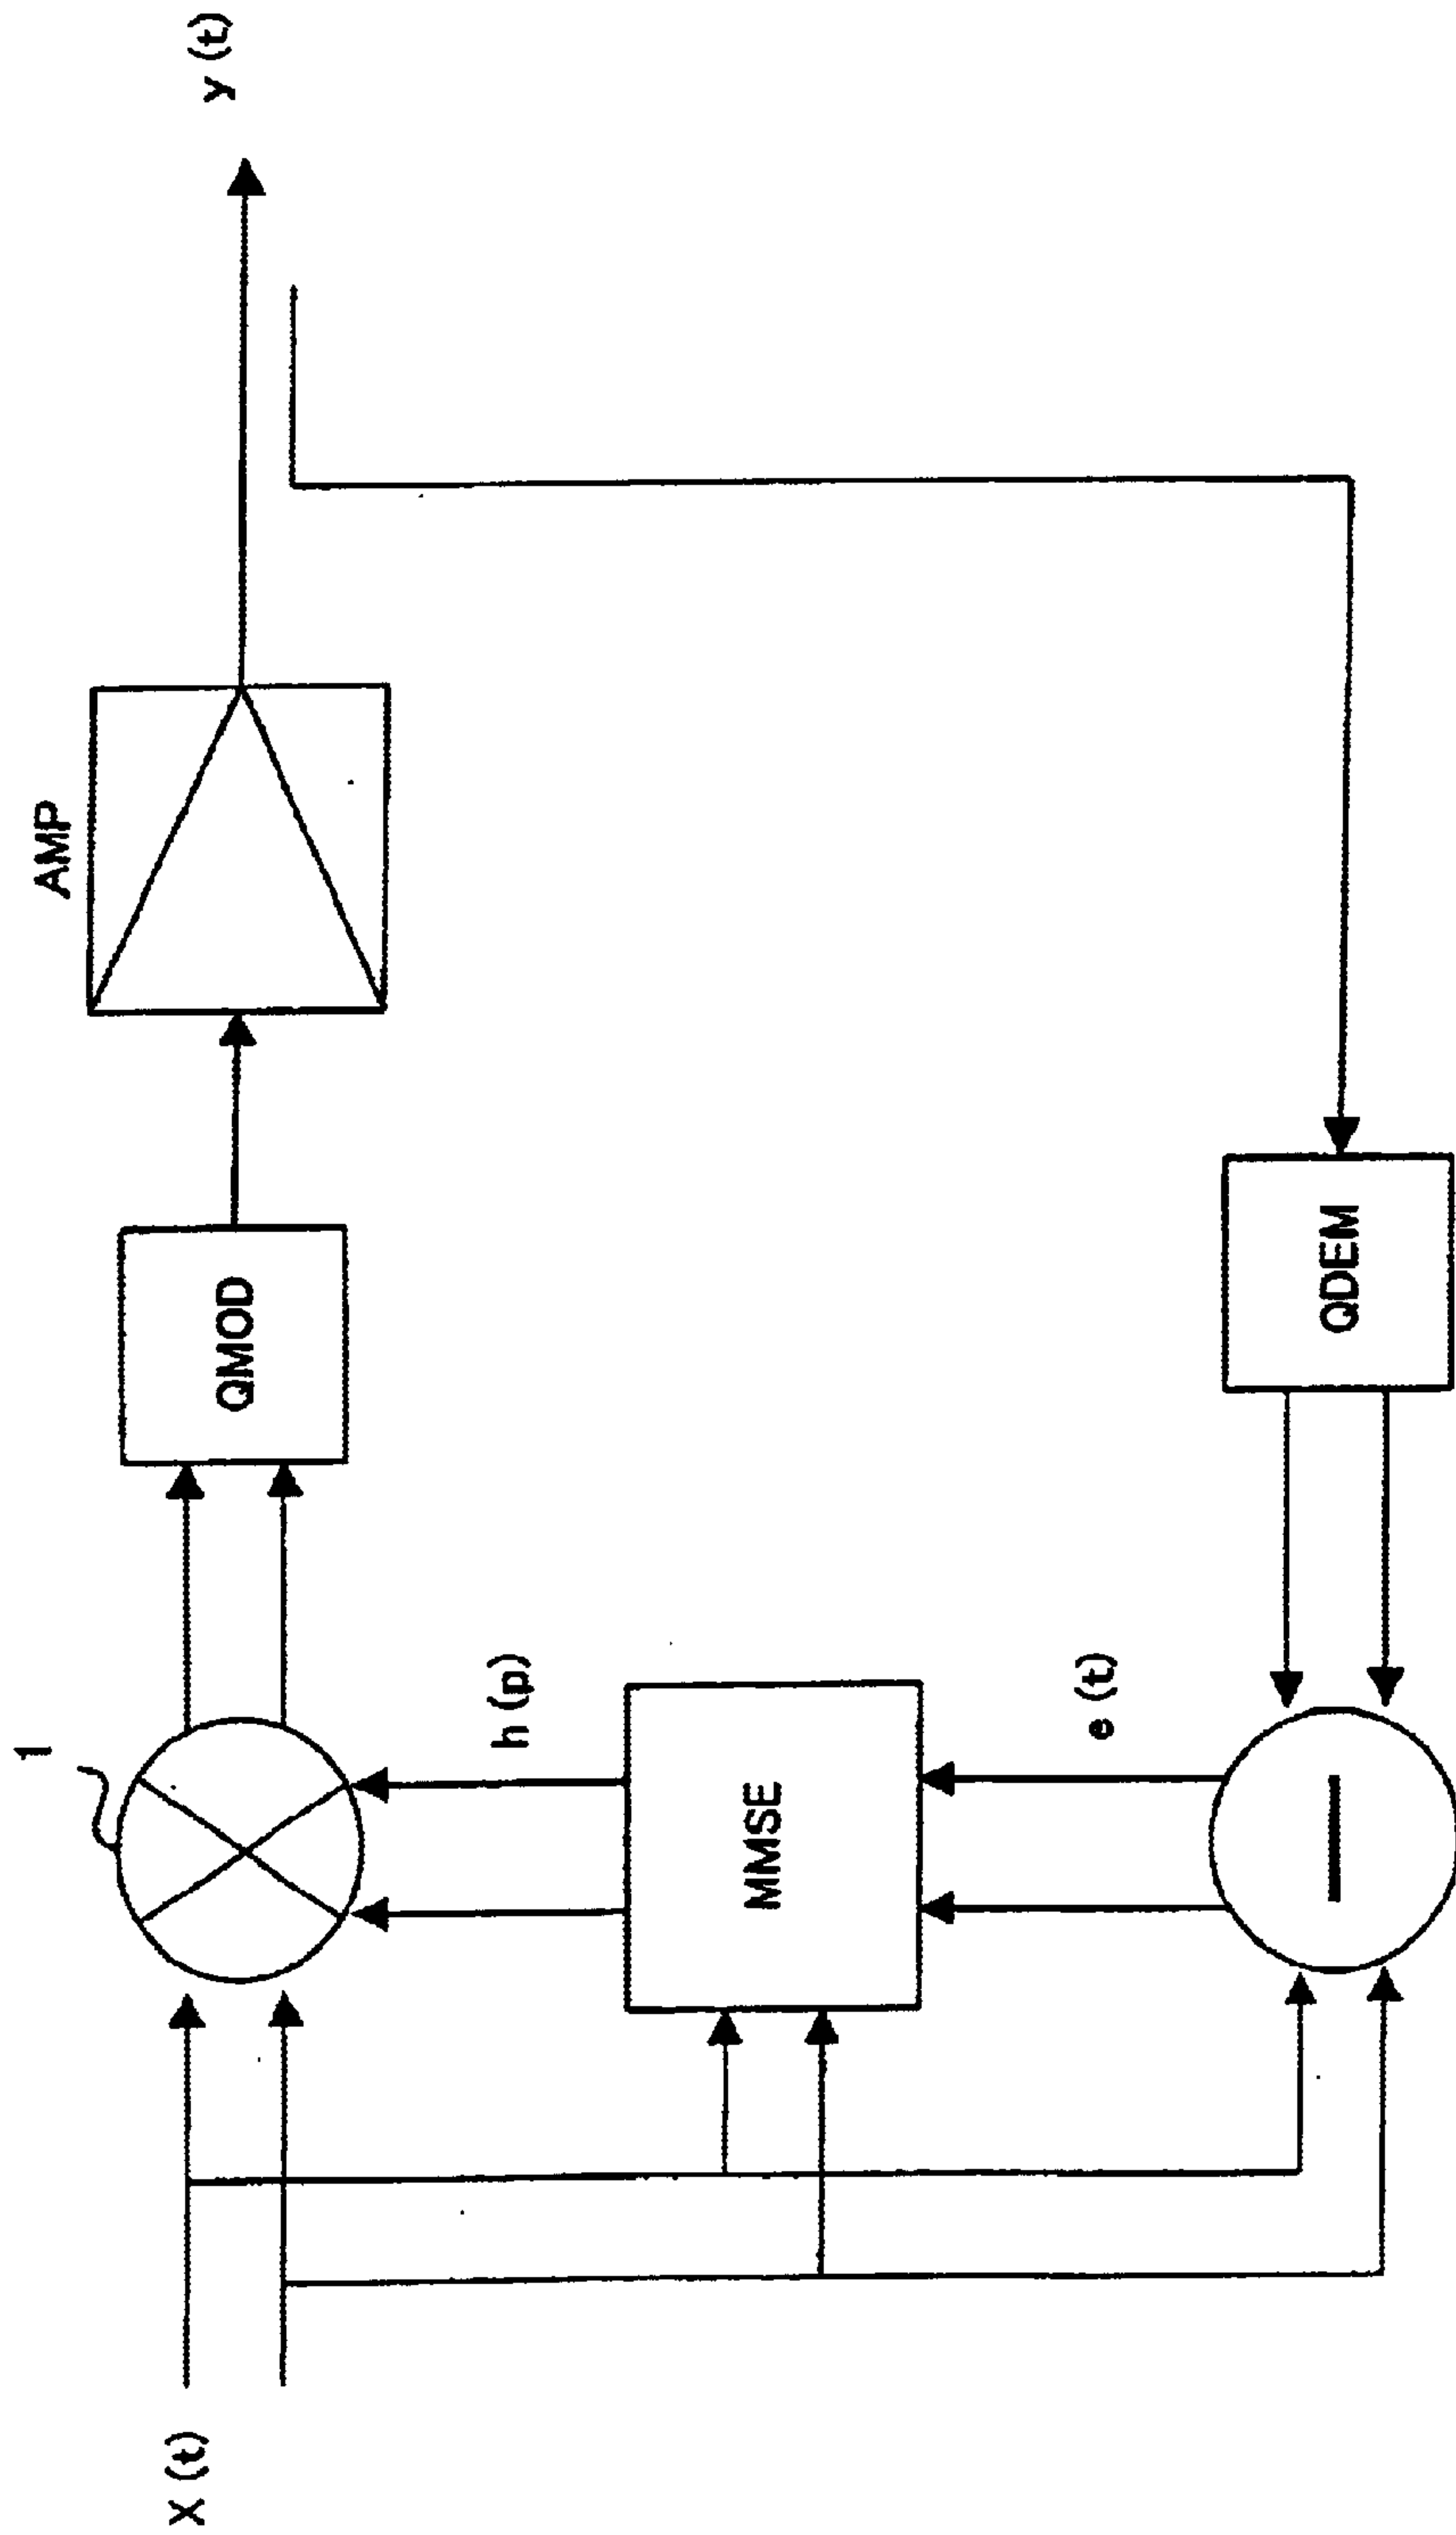 1
AMP
X (t)
QMOD
y (t)
h (p)
MMSE
e (t)
QDEM